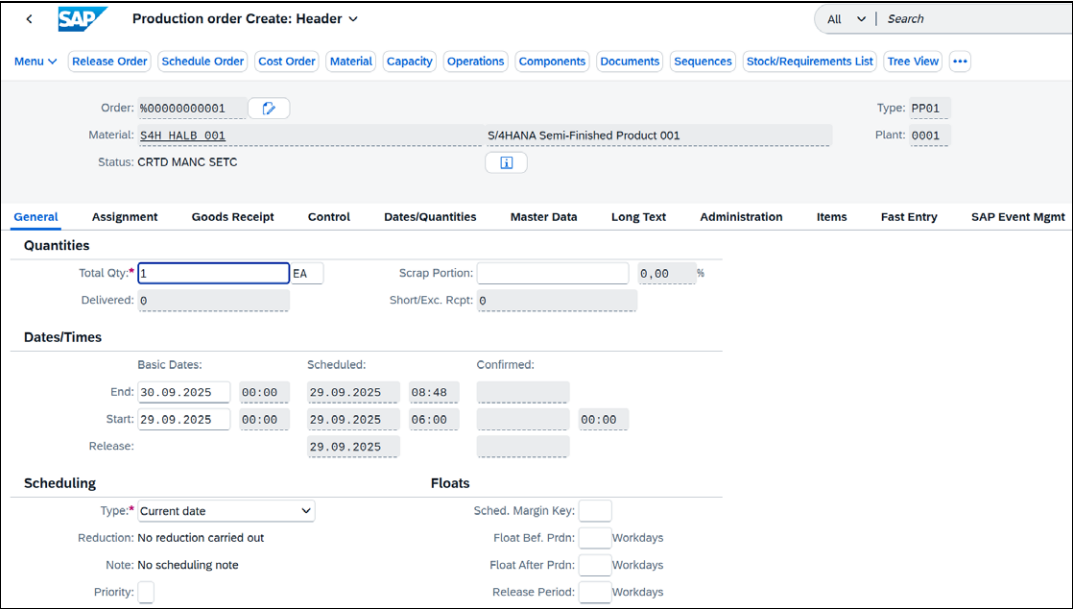 SAP Production order Create: Header All Search
Menu Release Order Schedule Order Cost Order Material Capacity Operations Components Documents Sequences Stock/Requirements List Tree View •••
Order: %00000000001 Type: PP01
Material: S4H HALB 001 S/4HANA Semi-Finished Product 001 Plant: 0001
Status: CRTD MANC SETC
General Assignment Goods Receipt Control Dates/Quantities Master Data Long Text Administration Items Fast Entry SAP Event Mgmt
Quantities
Total Qty:* 1 EA Scrap Portion: 0,00 %
Delivered: 0 Short/Exc. Rcpt: 0
Dates/Times
Basic Dates: Scheduled: Confirmed:
End: 30.09.2025 00:00 29.09.2025 08:48
Start: 29.09.2025 00:00 29.09.2025 06:00 00:00
Release: 29.09.2025
Scheduling Floats
Type:* Current date Sched. Margin Key:
Reduction: No reduction carried out Float Bef. Prdn: Workdays
Note: No scheduling note Float After Prdn: Workdays
Priority: Release Period: Workdays